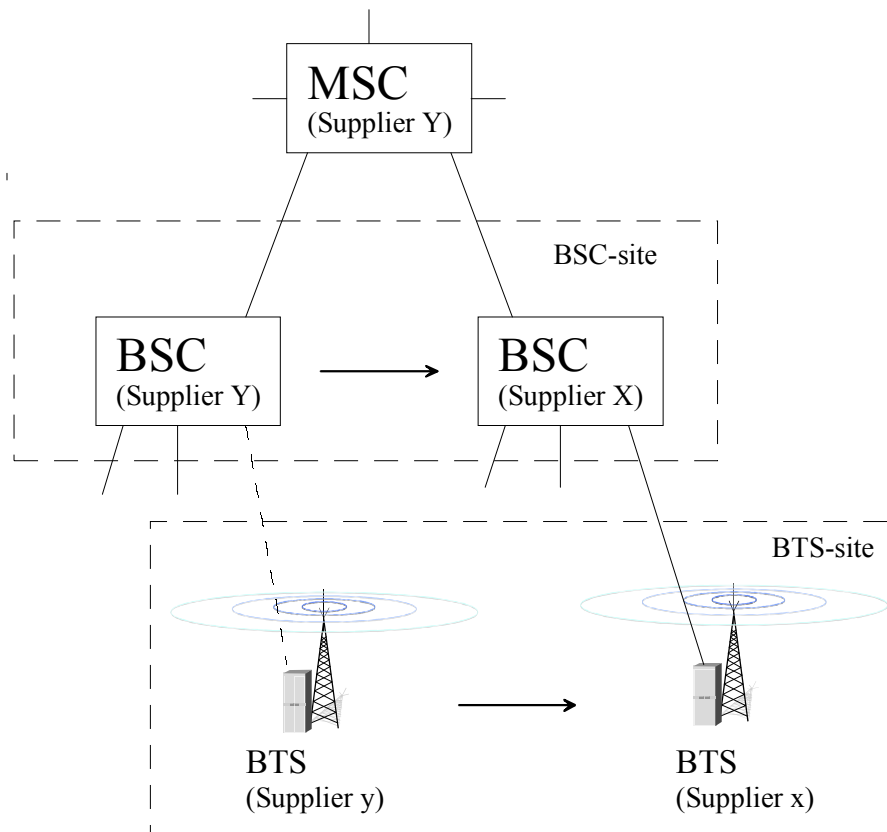 MSC
(Supplier Y)
BSC-site
BSC
(Supplier Y)
BSC
(Supplier X)
BTS-site
BTS
(Supplier y)
BTS
(Supplier x)